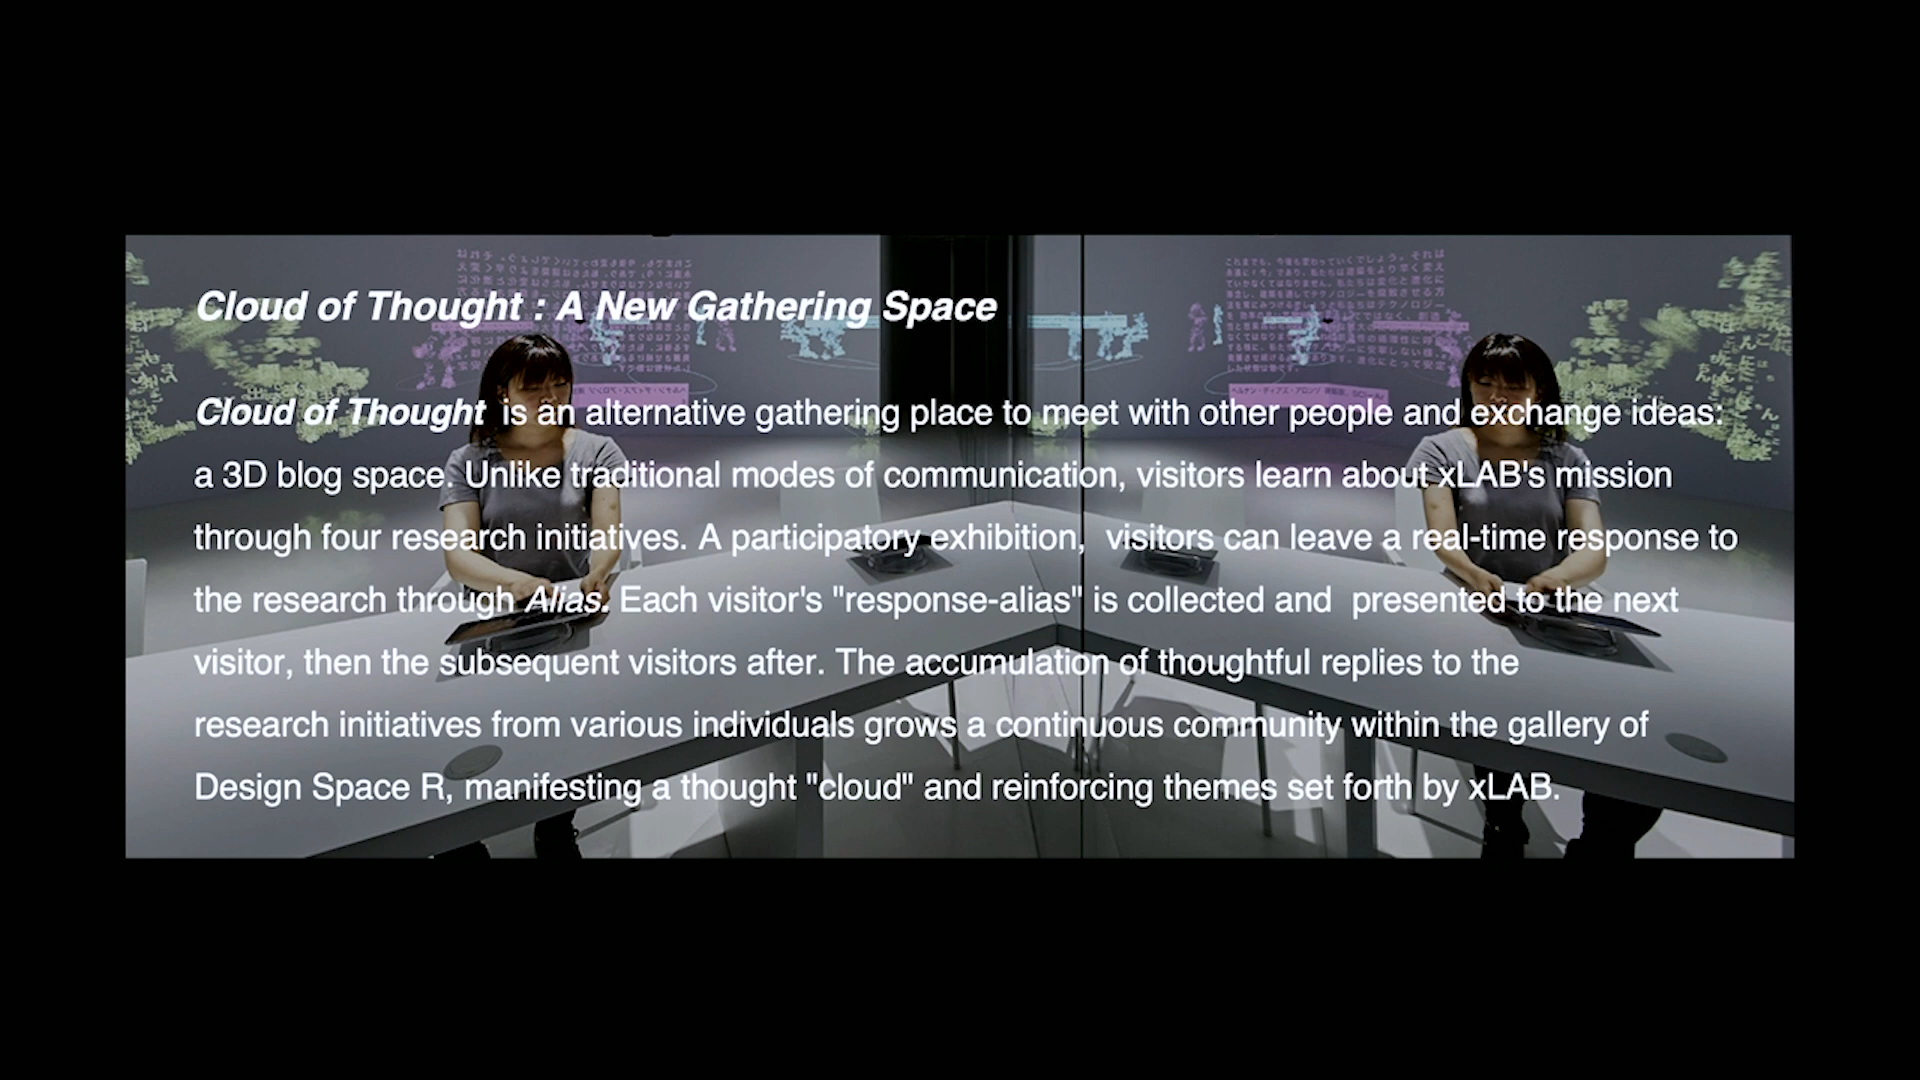 Cloud of Thought : A New Gathering Space
Cloud of Thought is an alternative gathering place to meet with other people and exchange ideas:
a 3D blog space. Unlike traditional modes of communication, visitors learn about xLAB's mission
through four research initiatives. A participatory exhibition, visitors can leave a real-time response to
the research through Alias. Each visitor's "response-alias" is collected and presented to the next
visitor, then the subsequent visitors after. The accumulation of thoughtful replies to the
research initiatives from various individuals grows a continuous community within the gallery of
Design Space R, manifesting a thought "cloud" and reinforcing themes set forth by xLAB.